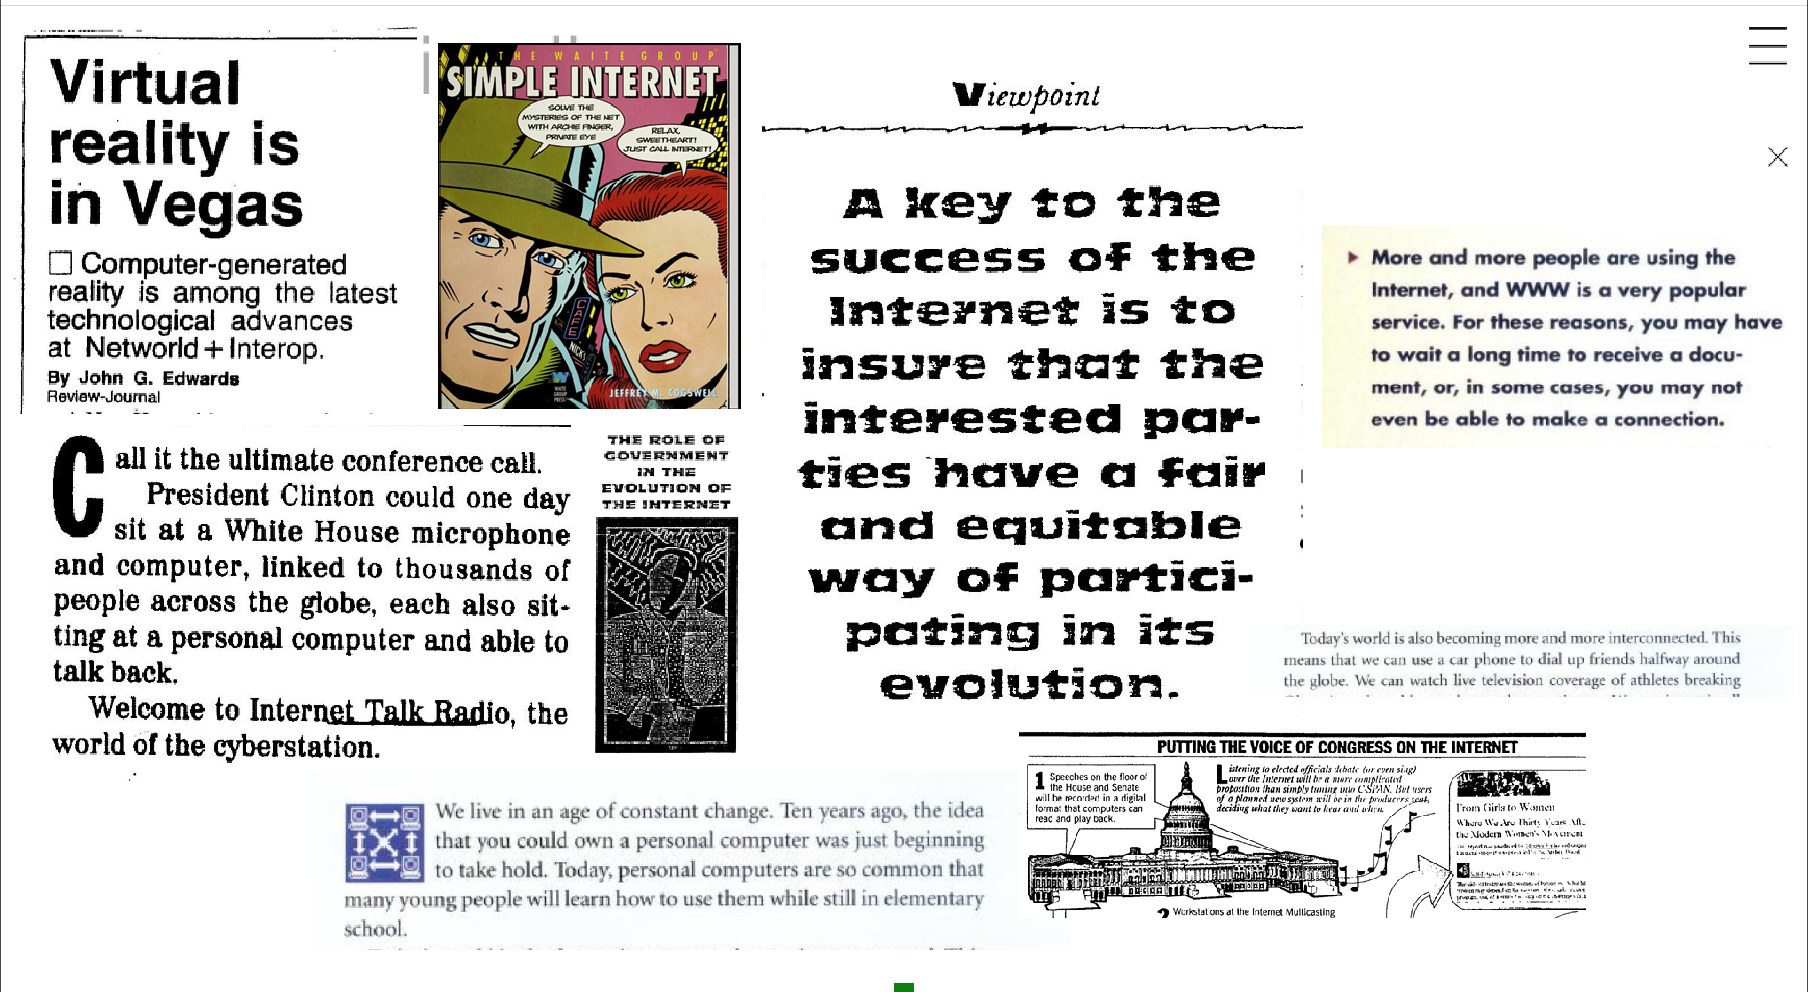 Virtual
reality is
in Vegas
□ Computer-generated
reality is among the latest
technological advances
at Networld + Interop.
By John G. Edwards
Review-Journal
THE WAITE GROUP
SIMPLE INTERNET
SOLVE THE
MYSTERIES OF THE NET
WITH ARCHIE FINGER,
PRIVATE EYE
RELAX,
SWEETHEART!
JUST CALL INTERNET!
CAFE
NICK'S
WAITE
GROUP
PRESS
JEFFREY M. COGSWELL
Viewpoint
A key to the
success of the
Internet is to
insure that the
interested par-
ties have a fair
and equitable
way of partici-
pating in its
evolution.
More and more people are using the
Internet, and WWW is a very popular
service. For these reasons, you may have
to wait a long time to receive a docu-
ment, or, in some cases, you may not
even be able to make a connection.
Call it the ultimate conference call.
President Clinton could one day
sit at a White House microphone
and computer, linked to thousands of
people across the globe, each also sit-
ting at a personal computer and able to
talk back.
Welcome to Internet Talk Radio, the
world of the cyberstation.
THE ROLE OF
GOVERNMENT
IN THE
EVOLUTION OF
THE INTERNET
Today's world is also becoming more and more interconnected. This
means that we can use a car phone to dial up friends halfway around
the globe. We can watch live television coverage of athletes breaking
We live in an age of constant change. Ten years ago, the idea
that you could own a personal computer was just beginning
to take hold. Today, personal computers are so common that
many young people will learn how to use them while still in elementary
school.
PUTTING THE VOICE OF CONGRESS ON THE INTERNET
1 Speeches on the floor of
the House and Senate
will be recorded in a digital
format that computers can
read and play back.
Listening to elected officials debate (or even sing)
over the Internet will be a more complicated
proposition than simply tuning into C-SPAN. But users
of a planned new system will be in the producers seat,
deciding what they want to hear and when.
From Girls to Women
Where We Are Thirty Years Afte
the Modern Women's Movement
2 Workstations at the Internet Multicasting